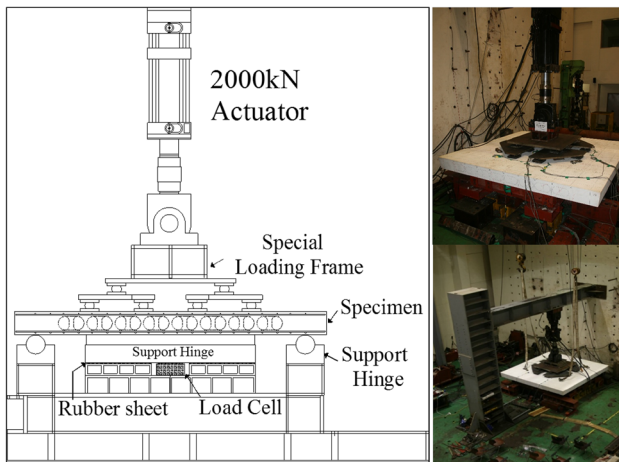 2000kN
Actuator
Special
Loading Frame
Specimen
Support Hinge
Support
Hinge
Rubber sheet
Load Cell